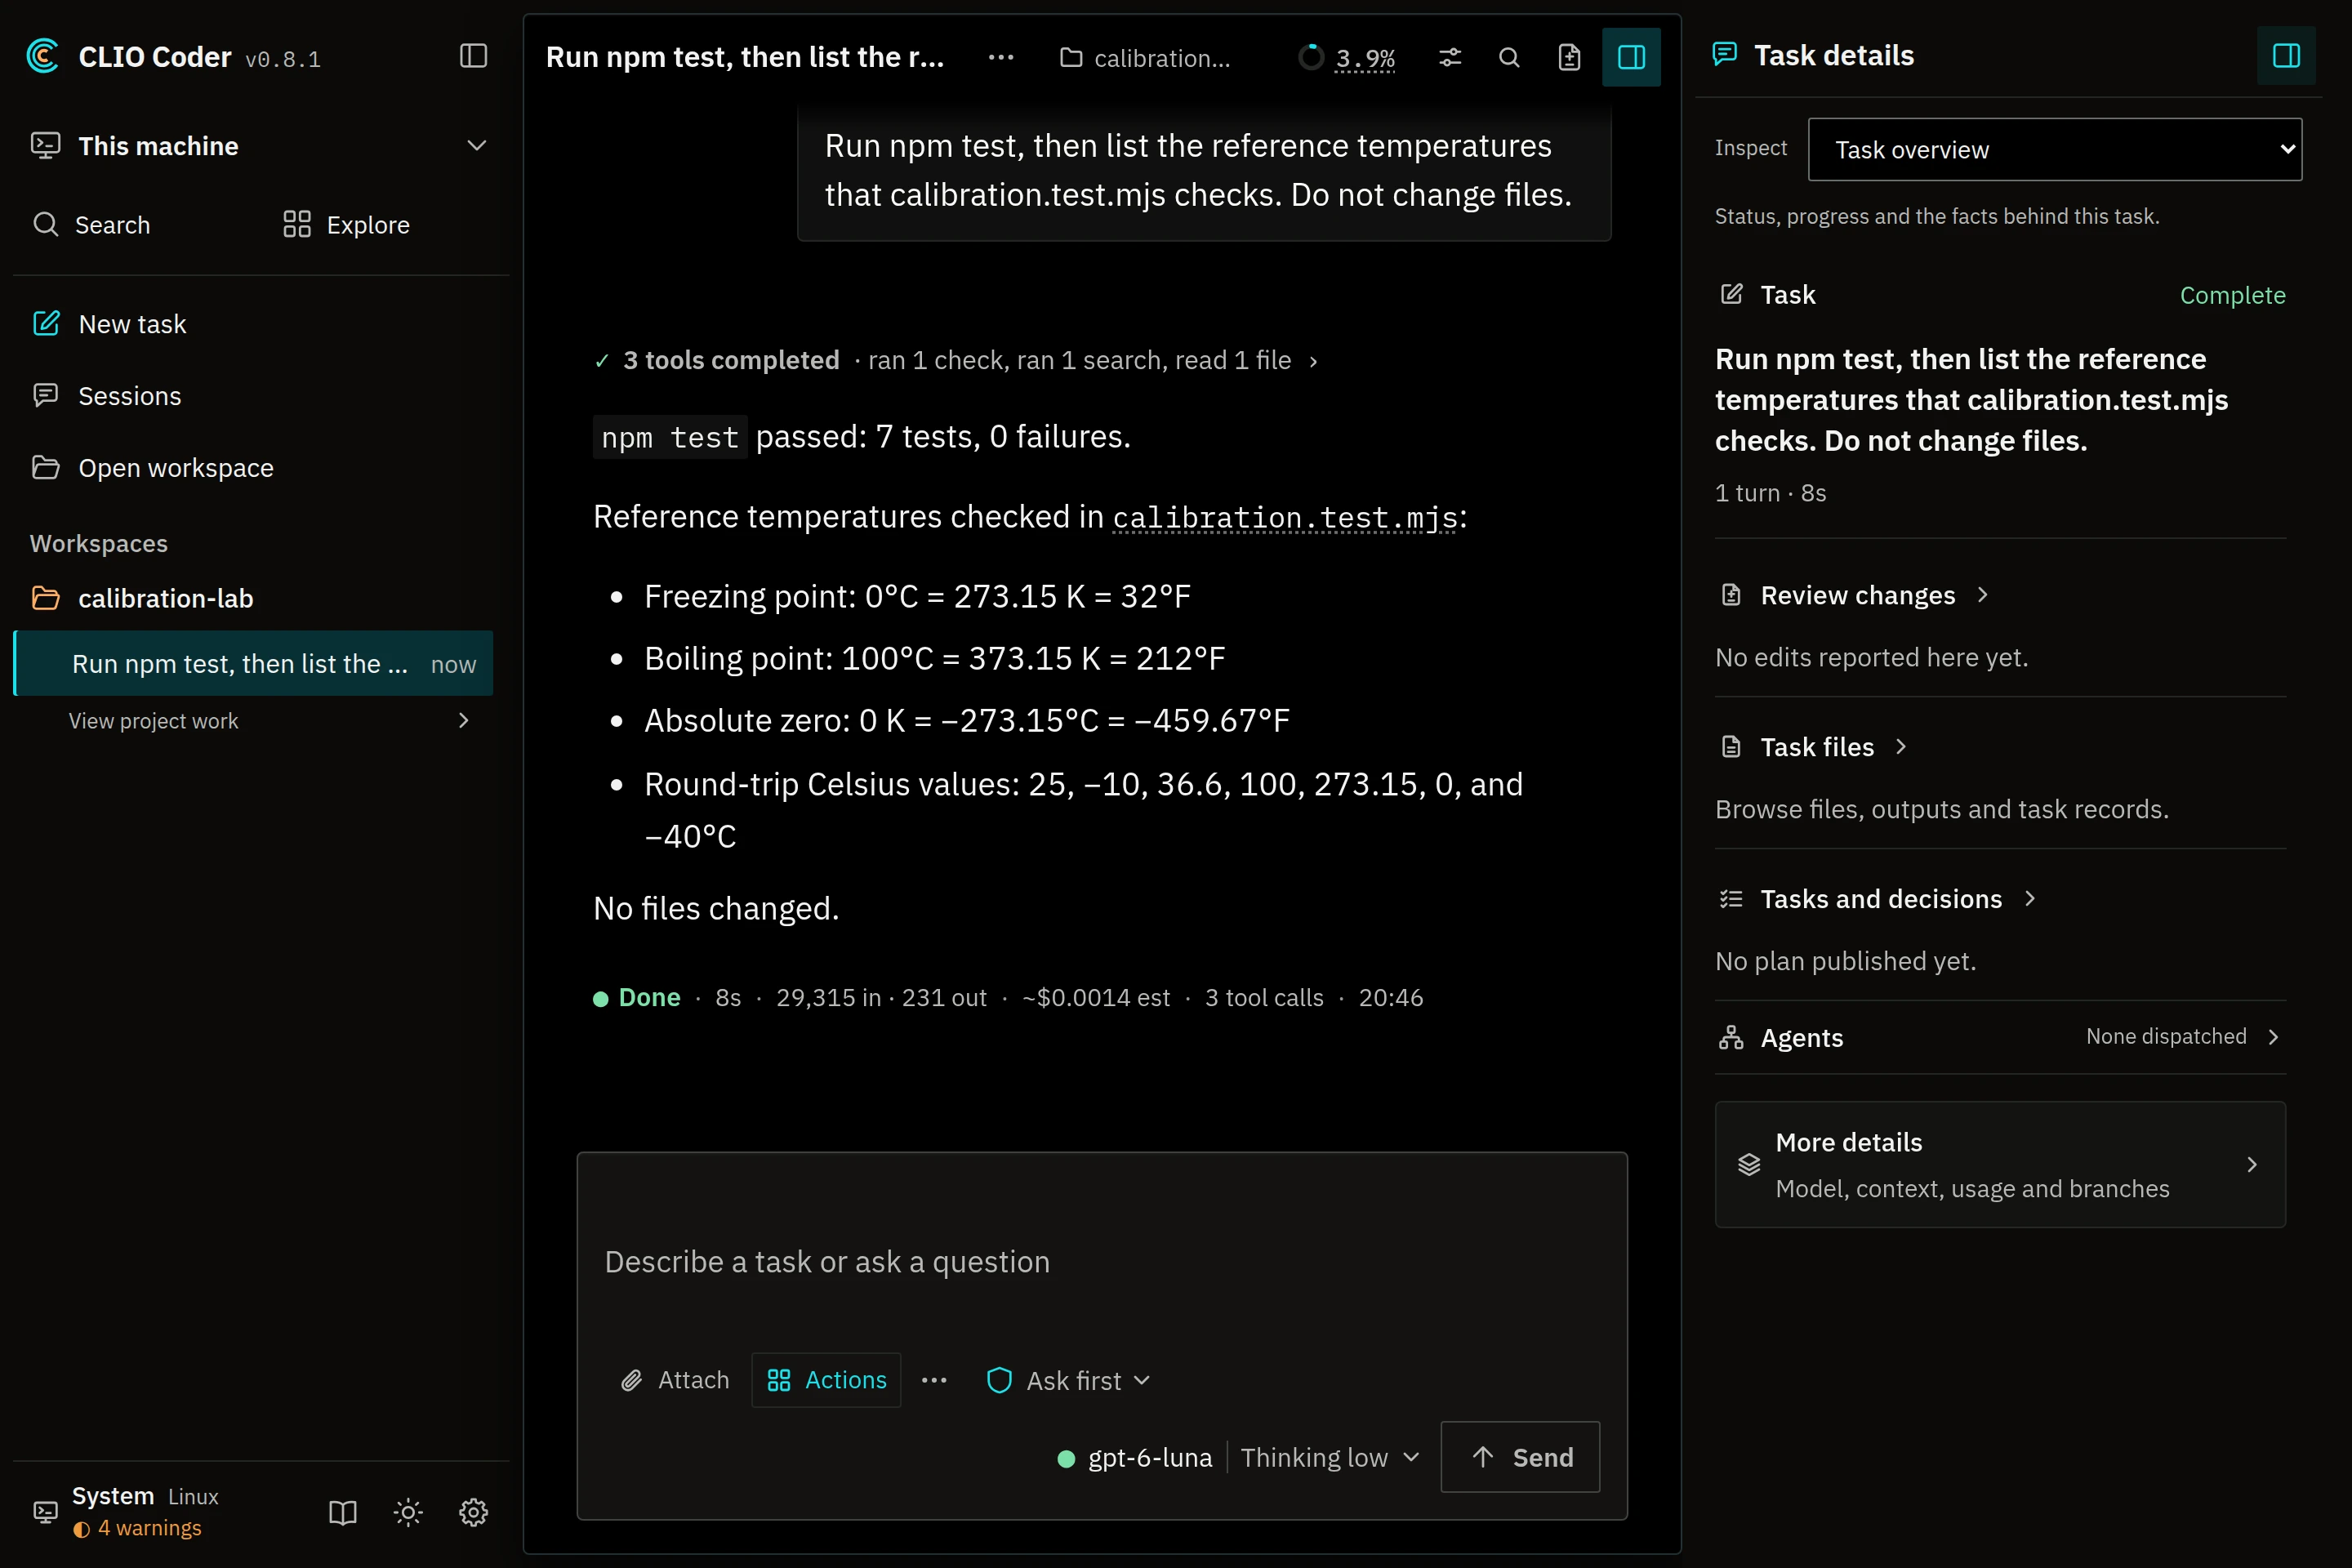 CLIO Coder v0.8.1
This machine
Search
Explore
New task
Sessions
Open workspace
Workspaces
calibration-lab
Run npm test, then list the ... now
View project work
System Linux
4 warnings
Run npm test, then list the r... ... calibration... 3.9%
Run npm test, then list the reference temperatures
that calibration.test.mjs checks. Do not change files.
✓ 3 tools completed · ran 1 check, ran 1 search, read 1 file ›
npm test passed: 7 tests, 0 failures.
Reference temperatures checked in calibration.test.mjs:
• Freezing point: 0°C = 273.15 K = 32°F
• Boiling point: 100°C = 373.15 K = 212°F
• Absolute zero: 0 K = −273.15°C = −459.67°F
• Round-trip Celsius values: 25, −10, 36.6, 100, 273.15, 0, and
−40°C
No files changed.
Done · 8s · 29,315 in · 231 out · ~$0.0014 est · 3 tool calls · 20:46
Describe a task or ask a question
Attach Actions ... Ask first
gpt-6-luna Thinking low Send
Task details
Inspect Task overview
Status, progress and the facts behind this task.
Task Complete
Run npm test, then list the reference
temperatures that calibration.test.mjs
checks. Do not change files.
1 turn · 8s
Review changes
No edits reported here yet.
Task files
Browse files, outputs and task records.
Tasks and decisions
No plan published yet.
Agents None dispatched
More details
Model, context, usage and branches